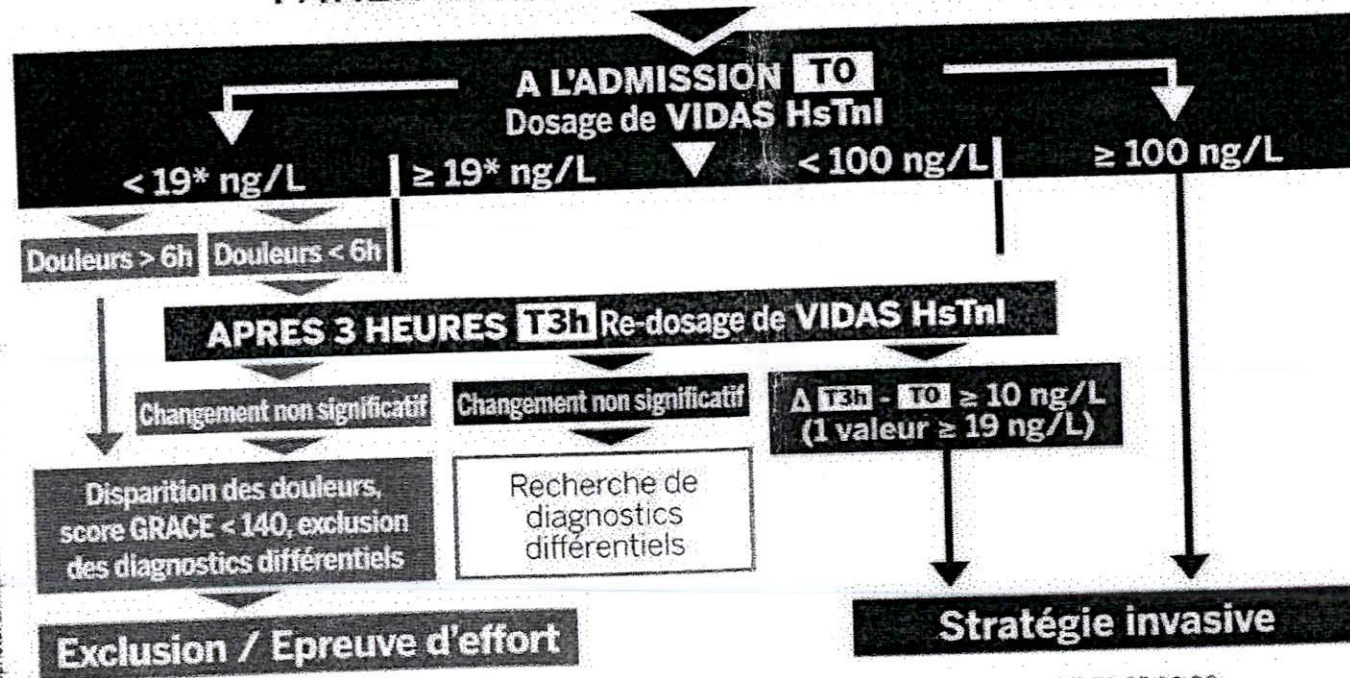 A L'ADMISSION T0
Dosage de VIDAS HsTnI
< 19* ng/L
≥ 19* ng/L
< 100 ng/L
≥ 100 ng/L
Douleurs > 6h
Douleurs < 6h
APRES 3 HEURES T3h Re-dosage de VIDAS HsTnI
Changement non significatif
Changement non significatif
Δ T3h - T0 ≥ 10 ng/L
(1 valeur ≥ 19 ng/L)
Disparition des douleurs,
score GRACE < 140, exclusion
des diagnostics différentiels
Recherche de
diagnostics
différentiels
Exclusion / Epreuve d'effort
Stratégie invasive